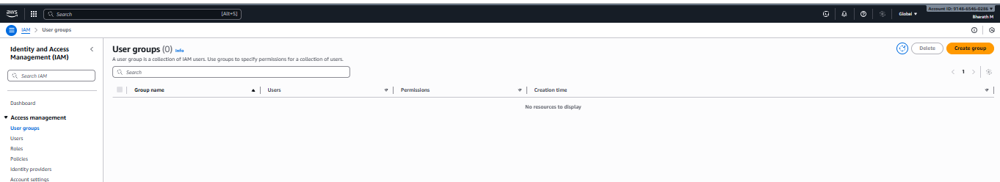 aws Search [Alt+S] Global Account ID: 9148-6546-0286
Bharath M
IAM > User groups
Identity and Access Management (IAM)
Search IAM
Dashboard
Access management
User groups
Users
Roles
Policies
Identity providers
Account settings
User groups (0) Info
A user group is a collection of IAM users. Use groups to specify permissions for a collection of users.
Delete
Create group
Search
1
Group name Users Permissions Creation time
No resources to display